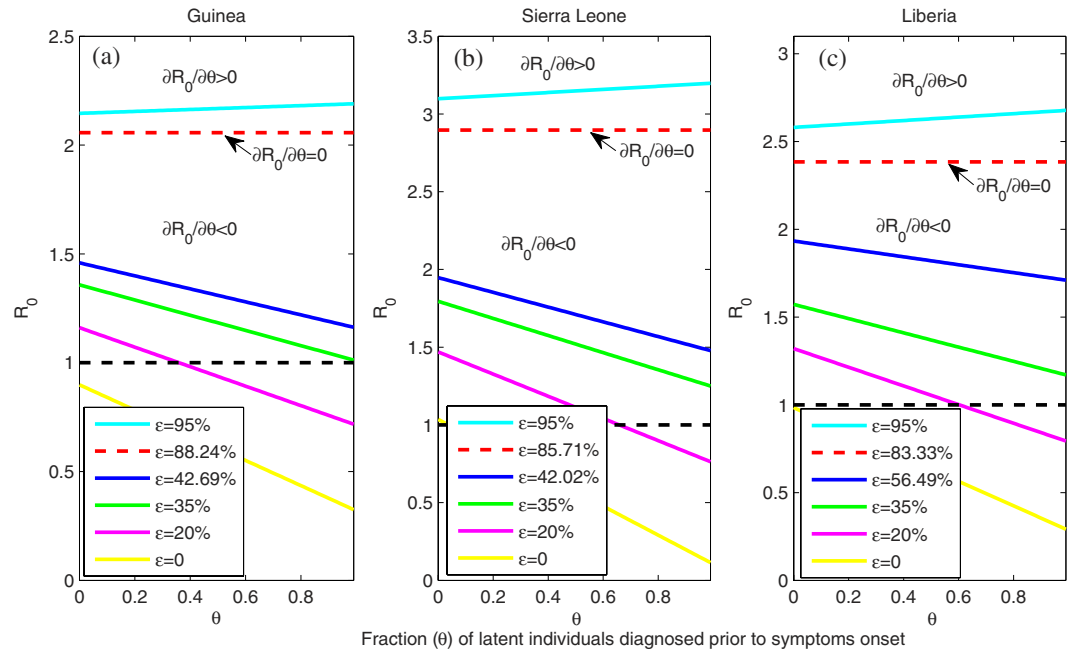 Guinea
(a)
∂R0/∂θ>0
∂R0/∂θ=0
∂R0/∂θ<0
2.5
2
1.5
1
0.5
0
R0
ε=95%
ε=88.24%
ε=42.69%
ε=35%
ε=20%
ε=0
0 0.2 0.4 0.6 0.8
θ
Sierra Leone
(b)
∂R0/∂θ>0
∂R0/∂θ=0
∂R0/∂θ<0
4
3.5
3
2.5
2
1.5
1
0.5
0
R0
ε=95%
ε=85.71%
ε=42.02%
ε=35%
ε=20%
ε=0
0 0.2 0.4 0.6 0.8
θ
Liberia
(c)
∂R0/∂θ>0
∂R0/∂θ=0
∂R0/∂θ<0
3
2.5
2
1.5
1
0.5
0
R0
ε=95%
ε=83.33%
ε=56.49%
ε=35%
ε=20%
ε=0
0 0.2 0.4 0.6 0.8
θ
Fraction (θ) of latent individuals diagnosed prior to symptoms onset